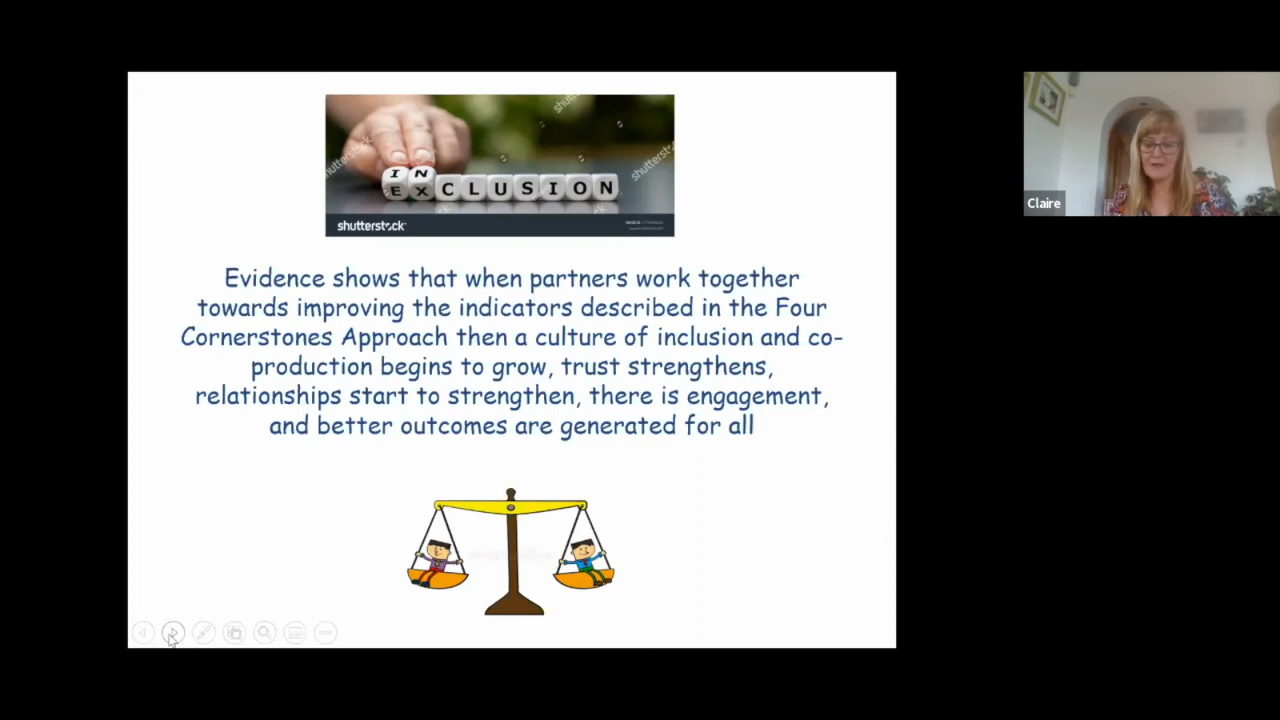 IN
EXCLUSION
shutterstock
Evidence shows that when partners work together
towards improving the indicators described in the Four
Cornerstones Approach then a culture of inclusion and co-
production begins to grow, trust strengthens,
relationships start to strengthen, there is engagement,
and better outcomes are generated for all
Claire